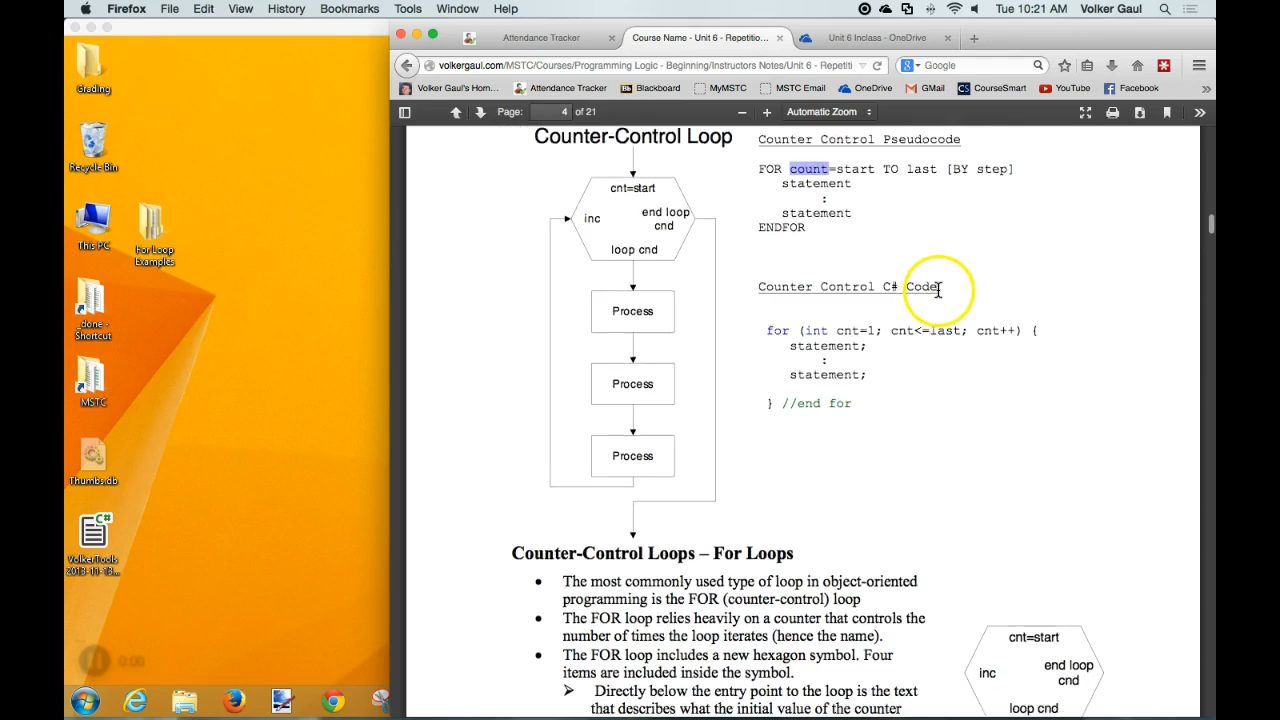 Firefox File Edit View History Bookmarks Tools Window Help Tue 10:21 AM Volker Gaul
Attendance Tracker × Course Name - Unit 6 - Repetitio... × Unit 6 Inclass - OneDrive × +
volkergaul.com/MSTC/Courses/Programming Logic - Beginning/Instructors Notes/Unit 6 - Repetiti Google
Volker Gaul's Hom... Attendance Tracker Blackboard MyMSTC MSTC Email OneDrive GMail CourseSmart YouTube Facebook
Page: 4 of 21 Automatic Zoom
Grading
Recycle Bin
This PC
For Loop
Examples
_done -
Shortcut
MSTC
Thumbs.db
VolkerTools
2013-11-13...
0:00
Counter-Control Loop
cnt=start
inc
end loop
cnd
loop cnd
Process
Process
Process
Counter Control Pseudocode
FOR count=start TO last [BY step]
statement
:
statement
ENDFOR
Counter Control C# Code
for (int cnt=1; cnt<=last; cnt++) {
statement;
:
statement;
} //end for
Counter-Control Loops – For Loops
• The most commonly used type of loop in object-oriented
programming is the FOR (counter-control) loop
• The FOR loop relies heavily on a counter that controls the
number of times the loop iterates (hence the name).
• The FOR loop includes a new hexagon symbol. Four
items are included inside the symbol.
➢ Directly below the entry point to the loop is the text
that describes what the initial value of the counter
cnt=start
inc
end loop
cnd
loop cnd